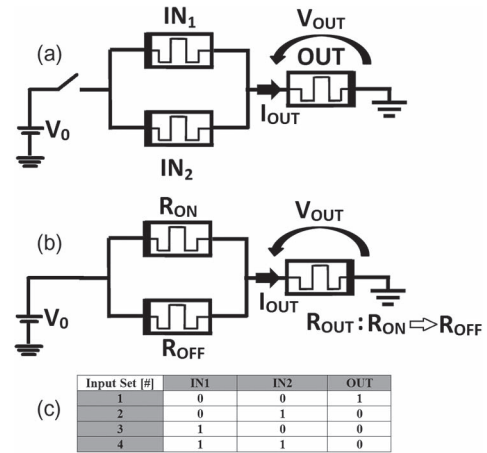 IN1
(a)
VOUT
OUT
IOUT
V0
IN2
RON
(b)
VOUT
V0
IOUT
ROFF
ROUT : RON ⇨ ROFF
(c)
Input Set [#] IN1 IN2 OUT
1 0 0 1
2 0 1 0
3 1 0 0
4 1 1 0